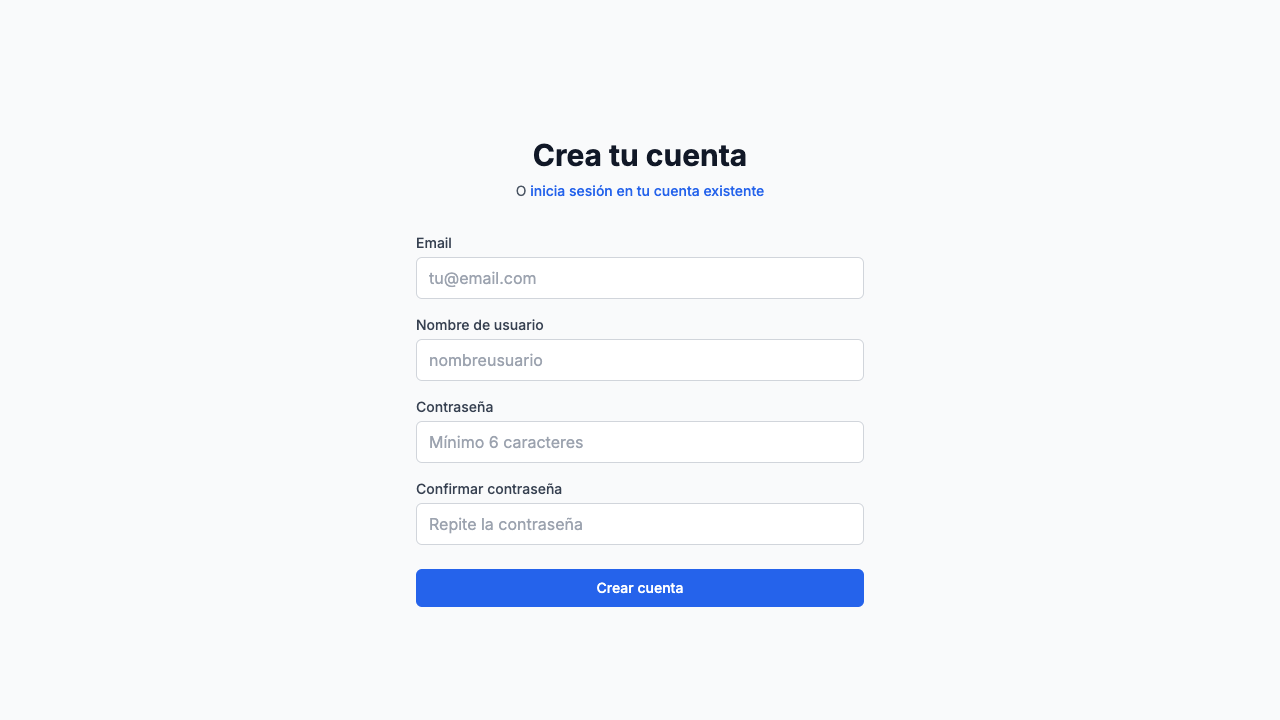 Crea tu cuenta
O inicia sesión en tu cuenta existente
Email
tu@email.com
Nombre de usuario
nombreusuario
Contraseña
Mínimo 6 caracteres
Confirmar contraseña
Repite la contraseña
Crear cuenta